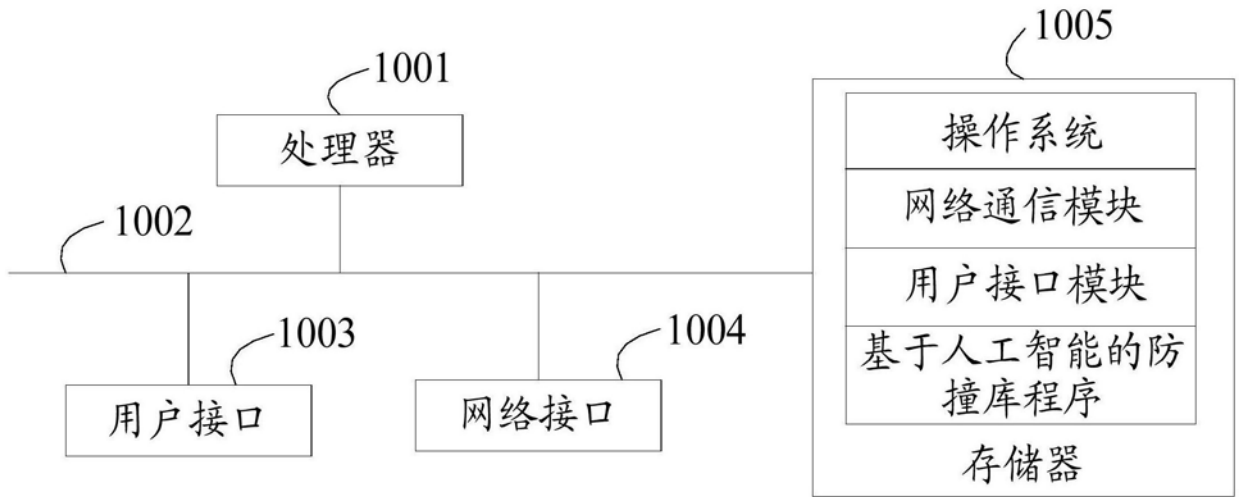 1005
1001
处理器
操作系统
网络通信模块
1002
用户接口模块
1003
1004
基于人工智能的防
撞库程序
用户接口
网络接口
存储器